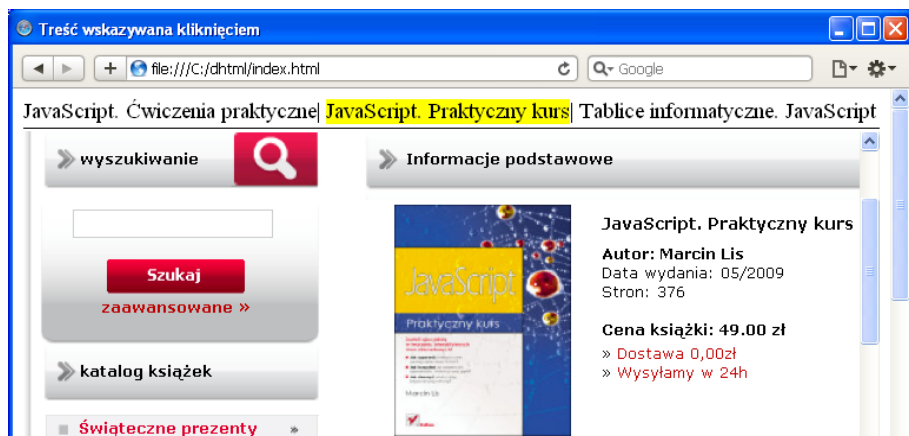 Treść wskazywana kliknięciem
file:///C:/dhtml/index.html
Google
JavaScript. Ćwiczenia praktyczne| JavaScript. Praktyczny kurs| Tablice informatyczne. JavaScript
wyszukiwanie
Szukaj
zaawansowane »
katalog książek
Świąteczne prezenty »
Informacje podstawowe
JavaScript
Praktyczny kurs
Marcin Lis
JavaScript. Praktyczny kurs
Autor: Marcin Lis
Data wydania: 05/2009
Stron: 376
Cena książki: 49.00 zł
» Dostawa 0,00zł
» Wysyłamy w 24h